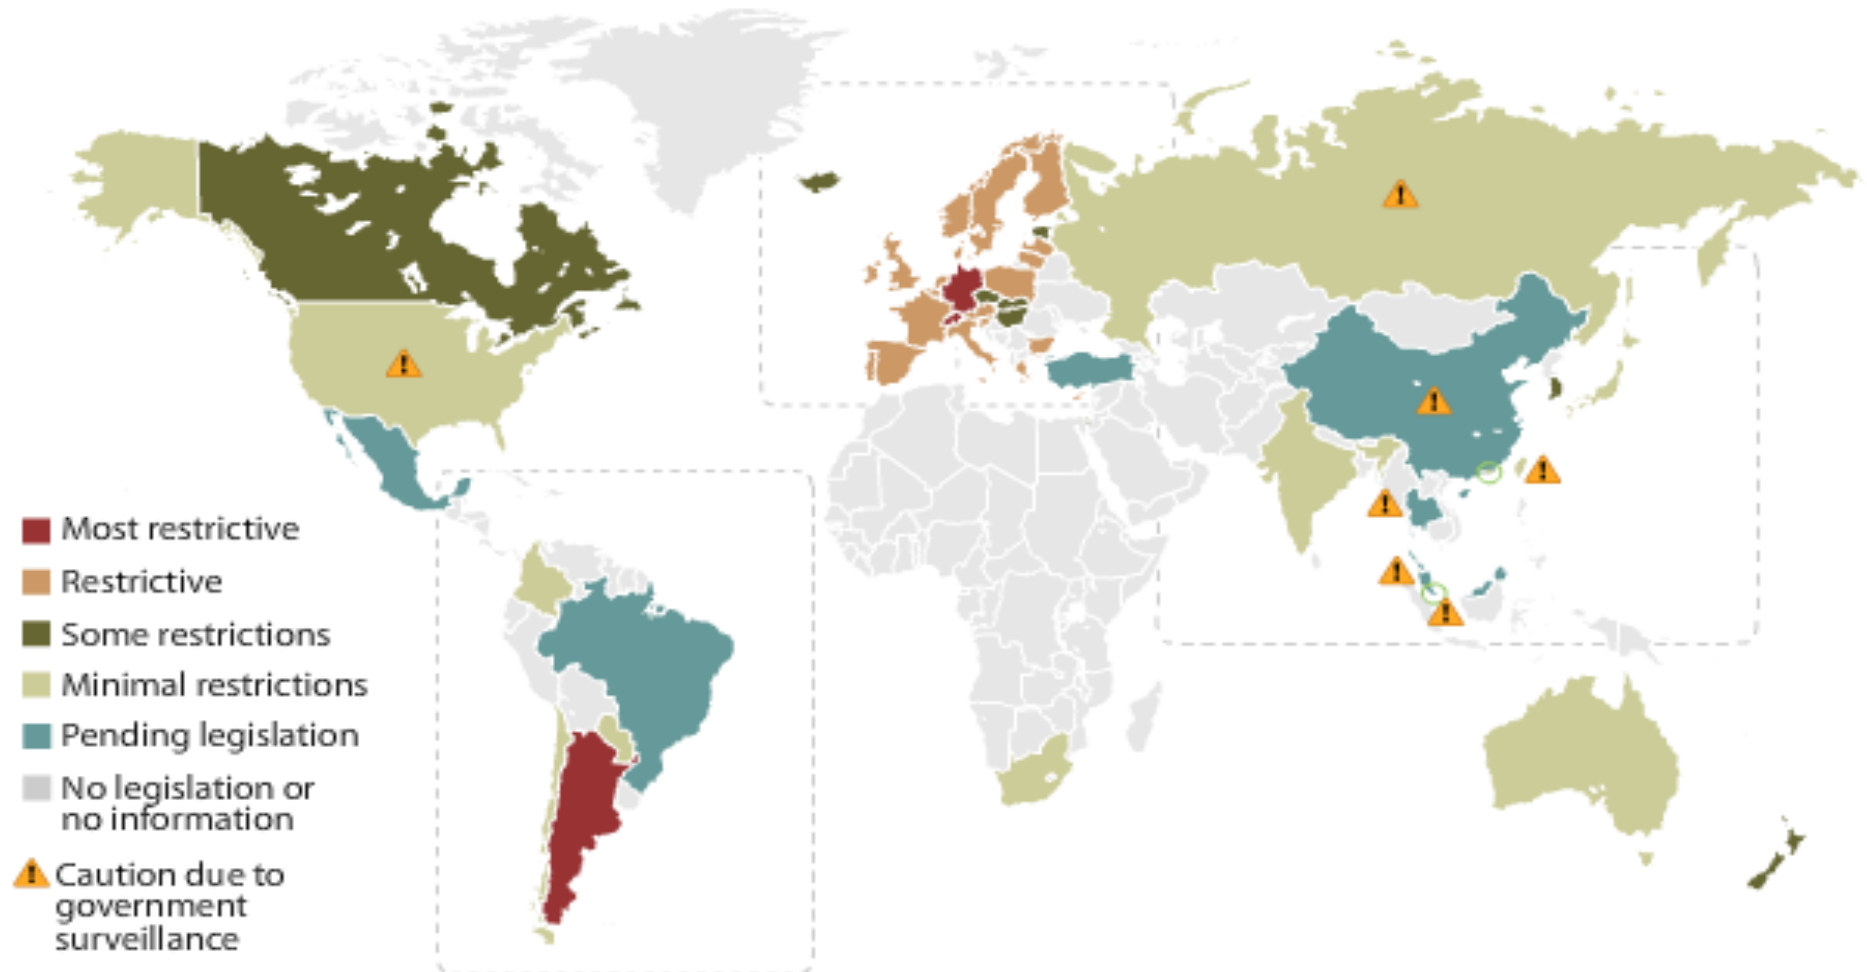 Most restrictive
Restrictive
Some restrictions
Minimal restrictions
Pending legislation
No legislation or
no information
Caution due to
government
surveillance